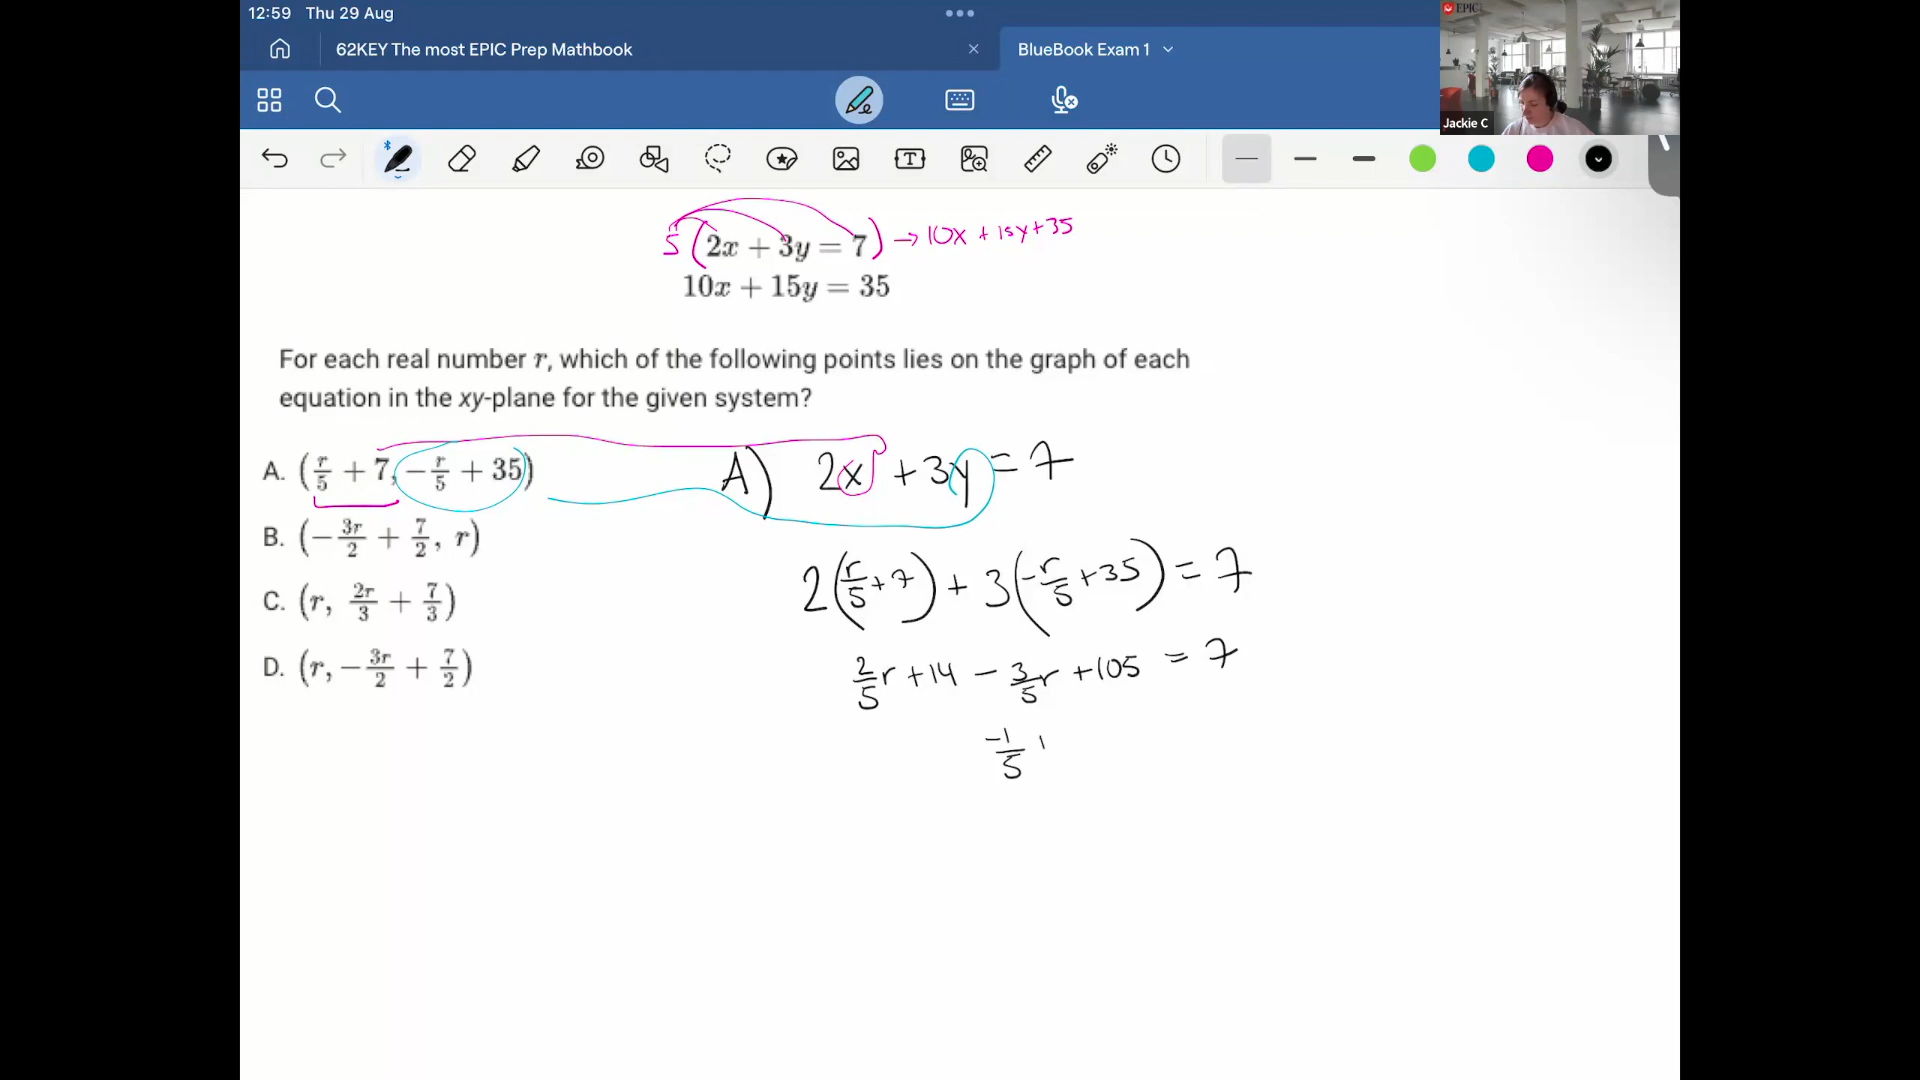 12:59 Thu 29 Aug
62KEY The most EPIC Prep Mathbook
BlueBook Exam 1
EPIC
Jackie C
5(2x + 3y = 7) → 10x + 15y + 35
10x + 15y = 35
For each real number r, which of the following points lies on the graph of each
equation in the xy-plane for the given system?
A. (r/5 + 7, −r/5 + 35)
B. (−3r/2 + 7/2, r)
C. (r, 2r/3 + 7/3)
D. (r, −3r/2 + 7/2)
A) 2x + 3y = 7
2(r/5 + 7) + 3(−r/5 + 35) = 7
2/5r + 14 − 3/5r + 105 = 7
−1/5